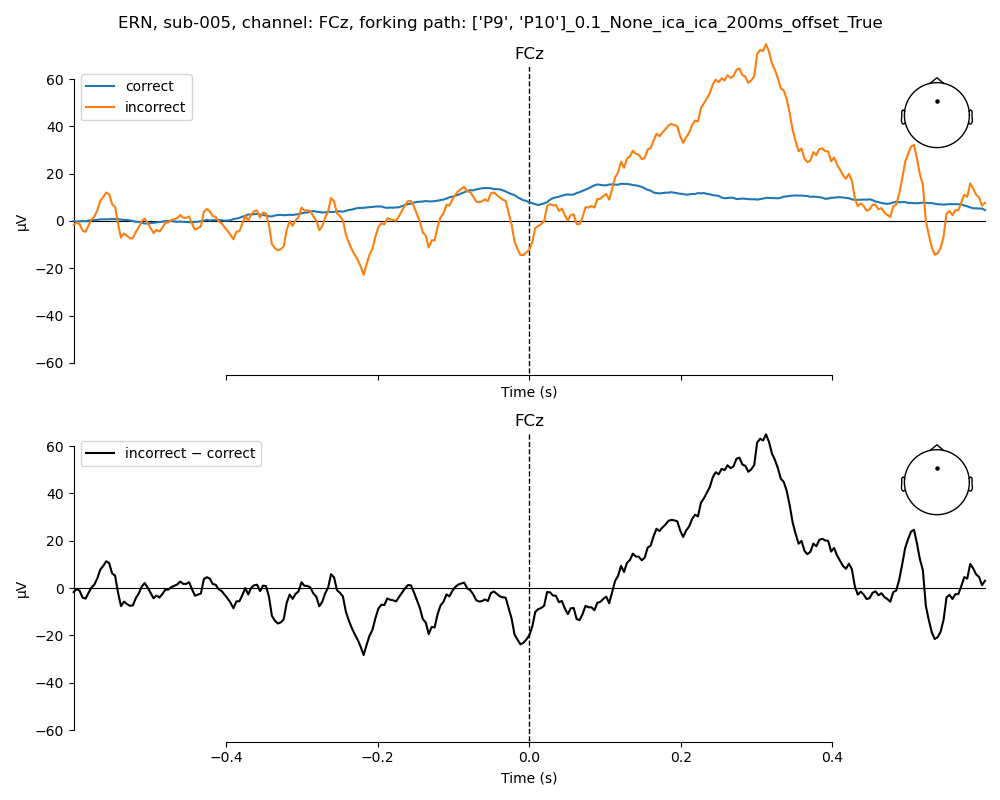 ERN, sub-005, channel: FCz, forking path: ['P9', 'P10']_0.1_None_ica_ica_200ms_offset_True
FCz
correct
incorrect
60
40
20
0
−20
−40
−60
µV
Time (s)
FCz
incorrect − correct
60
40
20
0
−20
−40
−60
µV
−0.4
−0.2
0.0
0.2
0.4
Time (s)